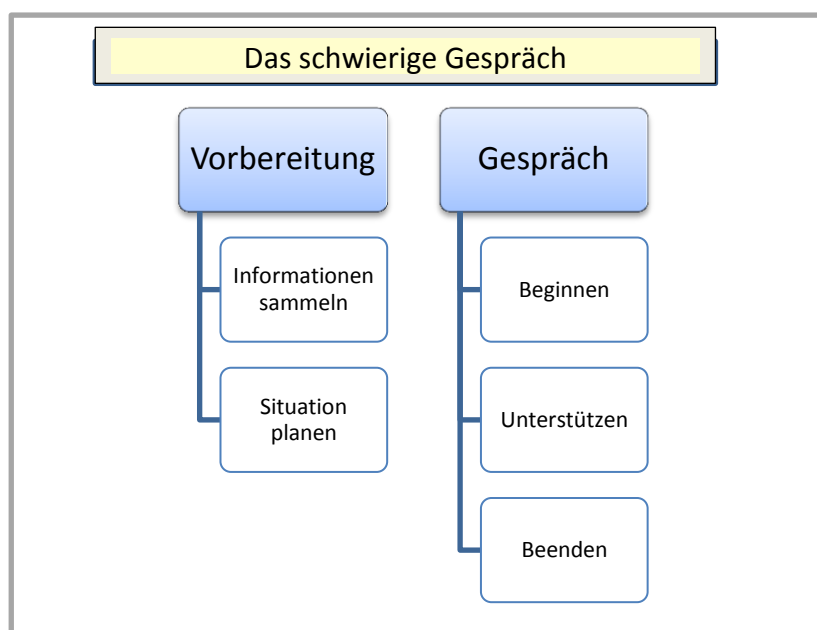 Das schwierige Gespräch
Vorbereitung
Informationen
sammeln
Situation
planen
Gespräch
Beginnen
Unterstützen
Beenden